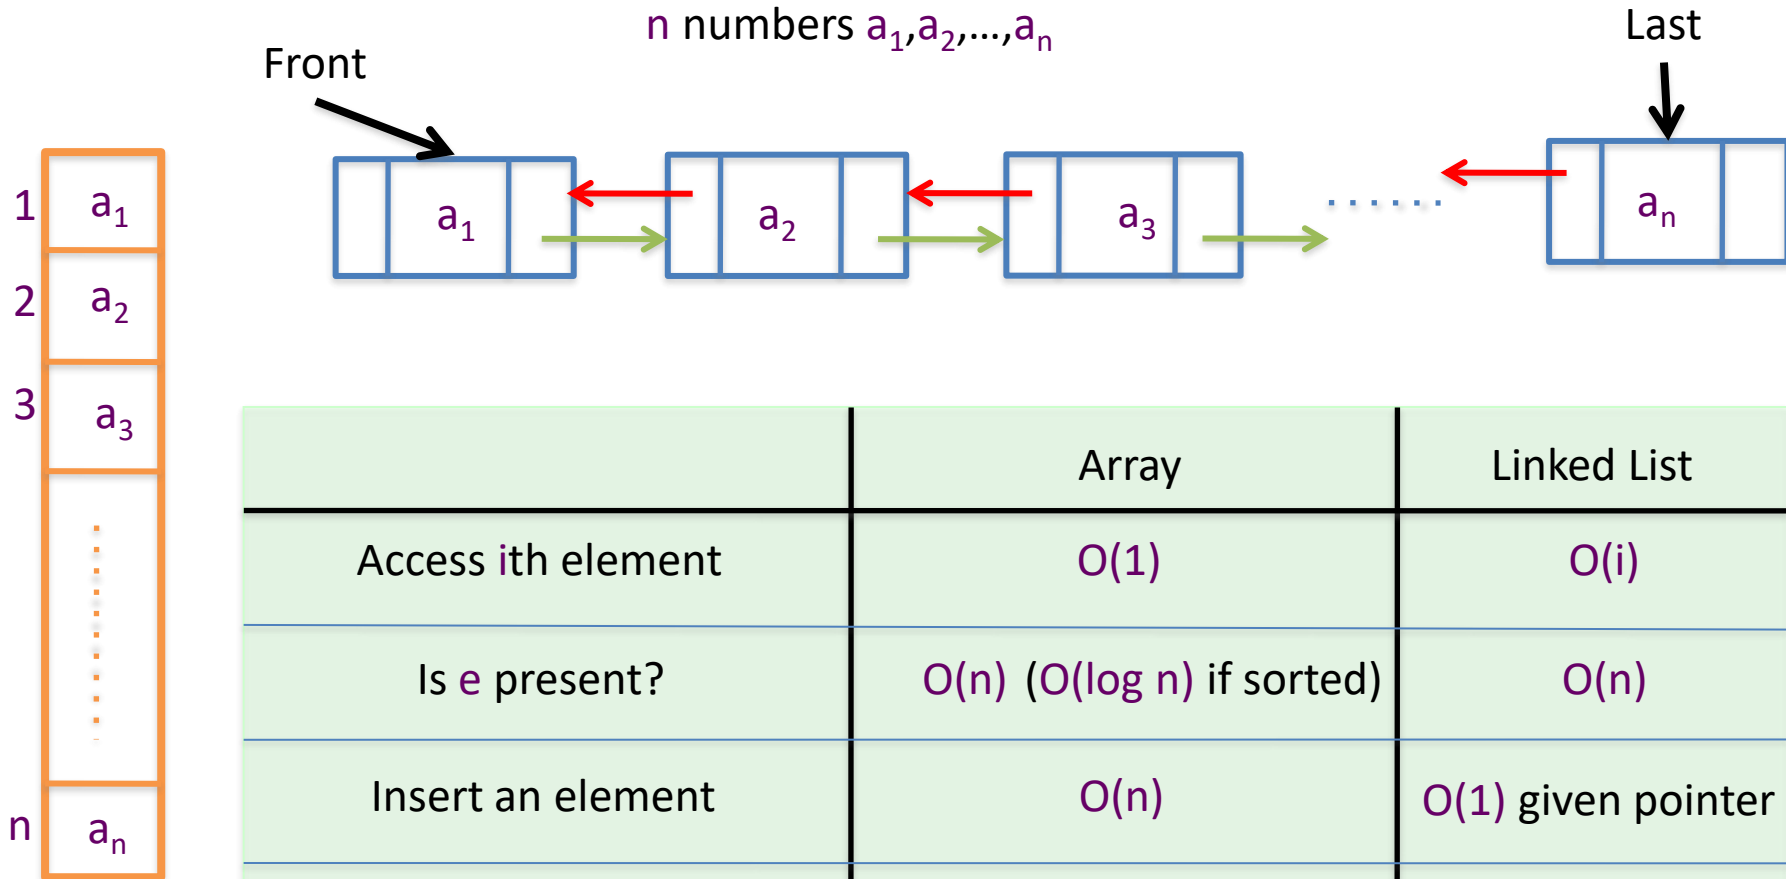 n numbers a₁,a₂,...,aₙ
Front
Last
a₁ a₂ a₃ aₙ
1 a₁
2 a₂
3 a₃
n aₙ
Array Linked List
Access ith element O(1) O(i)
Is e present? O(n) (O(log n) if sorted) O(n)
Insert an element O(n) O(1) given pointer